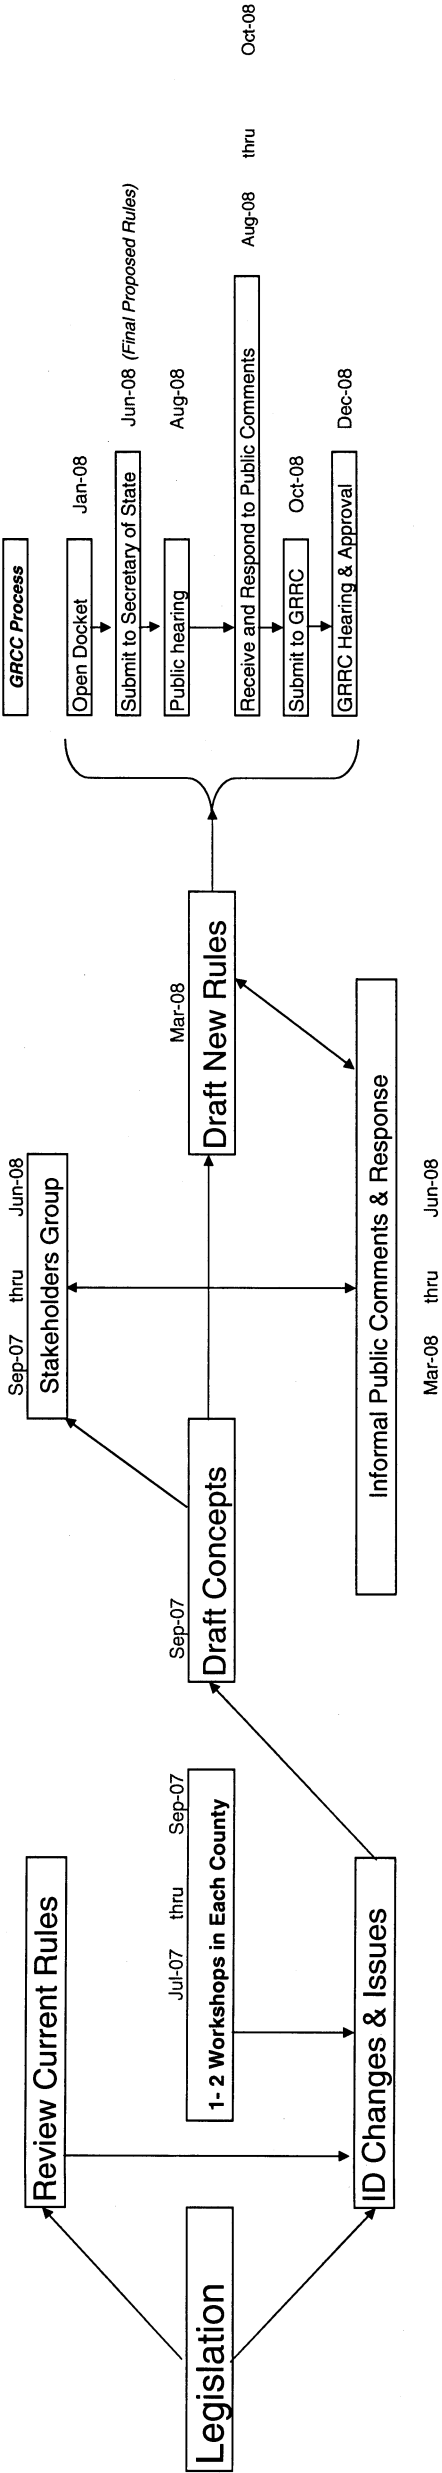 Legislation
Review Current Rules
Jul-07 thru Sep-07
1- 2 Workshops in Each County
ID Changes & Issues
Sep-07
Draft Concepts
Sep-07 thru Jun-08
Stakeholders Group
Mar-08
Draft New Rules
Informal Public Comments & Response
Mar-08 thru Jun-08
GRCC Process
Open Docket Jan-08
Submit to Secretary of State Jun-08 (Final Proposed Rules)
Public hearing Aug-08
Receive and Respond to Public Comments Aug-08 thru Oct-08
Submit to GRRC Oct-08
GRRC Hearing & Approval Dec-08